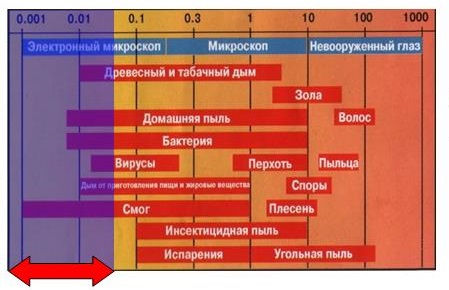 0.001 0.01 0.1 0.3 3 10 100 1000
Электронный микроскоп Микроскоп Невооруженный глаз
Древесный и табачный дым
Зола
Домашняя пыль Волос
Бактерия
Вирусы Перхоть Пыльца
Дым от приготовления пищи и жировые вещества Споры
Смог Плесень
Инсектицидная пыль
Испарения Угольная пыль